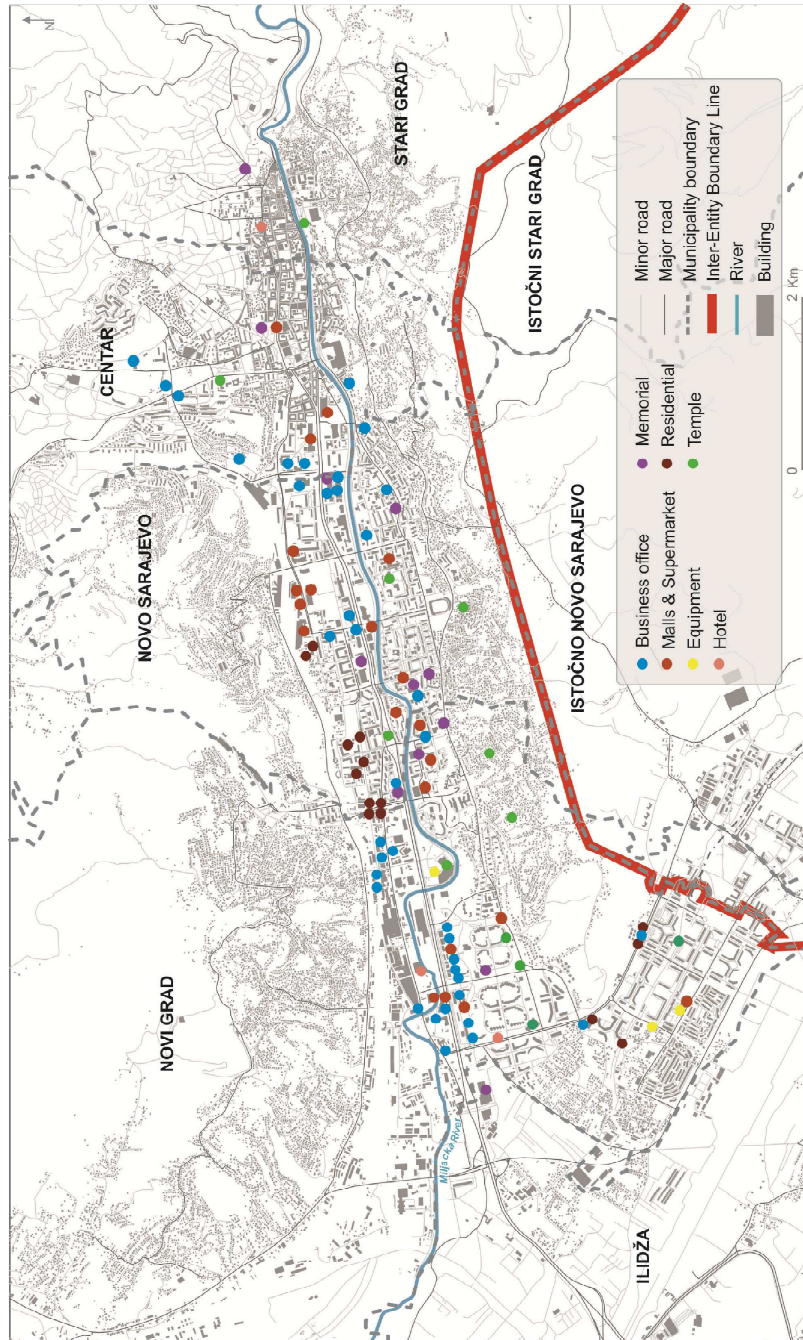 N
STARI GRAD
CENTAR
NOVO SARAJEVO
NOVI GRAD
ISTOČNI STARI GRAD
ISTOČNO NOVO SARAJEVO
ILIDŽA
Miljacka River
Business office
Malls & Supermarket
Equipment
Hotel
Memorial
Residential
Temple
Minor road
Major road
Municipality boundary
Inter-Entity Boundary Line
River
Building
0 2 Km